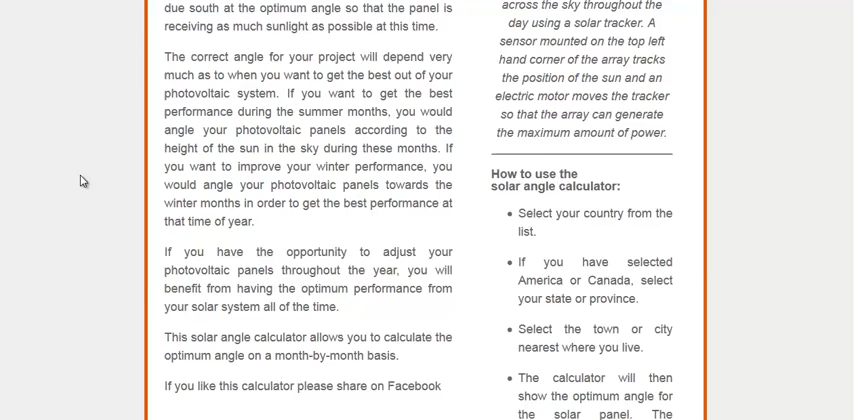 due south at the optimum angle so that the panel is
receiving as much sunlight as possible at this time.
The correct angle for your project will depend very
much as to when you want to get the best out of your
photovoltaic system. If you want to get the best
performance during the summer months, you would
angle your photovoltaic panels according to the
height of the sun in the sky during these months. If
you want to improve your winter performance, you
would angle your photovoltaic panels towards the
winter months in order to get the best performance at
that time of year.
If you have the opportunity to adjust your
photovoltaic panels throughout the year, you will
benefit from having the optimum performance from
your solar system all of the time.
This solar angle calculator allows you to calculate the
optimum angle on a month-by-month basis.
If you like this calculator please share on Facebook
across the sky throughout the
day using a solar tracker. A
sensor mounted on the top left
hand corner of the array tracks
the position of the sun and an
electric motor moves the tracker
so that the array can generate
the maximum amount of power.
How to use the
solar angle calculator:
• Select your country from the
list.
• If you have selected
America or Canada, select
your state or province.
• Select the town or city
nearest where you live.
• The calculator will then
show the optimum angle for
the solar panel. The